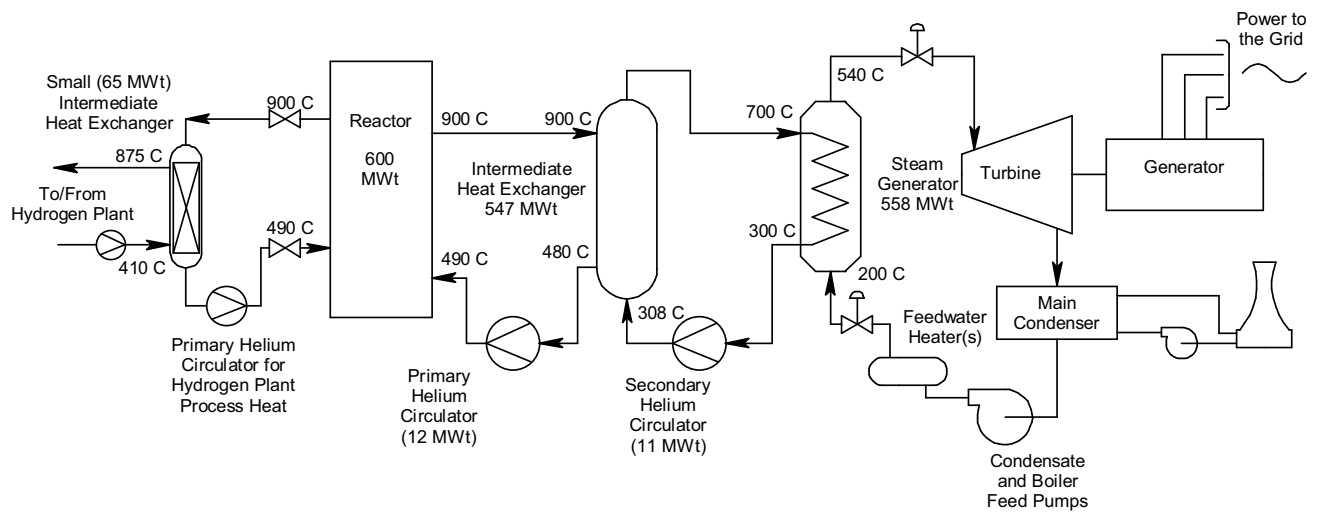 Power to
the Grid
Small (65 MWt)
Intermediate
Heat Exchanger
900 C
875 C
To/From
Hydrogen Plant
410 C
490 C
Primary Helium
Circulator for
Hydrogen Plant
Process Heat
Reactor
600
MWt
900 C
900 C
Intermediate
Heat Exchanger
547 MWt
490 C
480 C
Primary
Helium
Circulator
(12 MWt)
308 C
Secondary
Helium
Circulator
(11 MWt)
700 C
300 C
540 C
Steam
Generator
558 MWt
200 C
Feedwater
Heater(s)
Turbine
Generator
Main
Condenser
Condensate
and Boiler
Feed Pumps